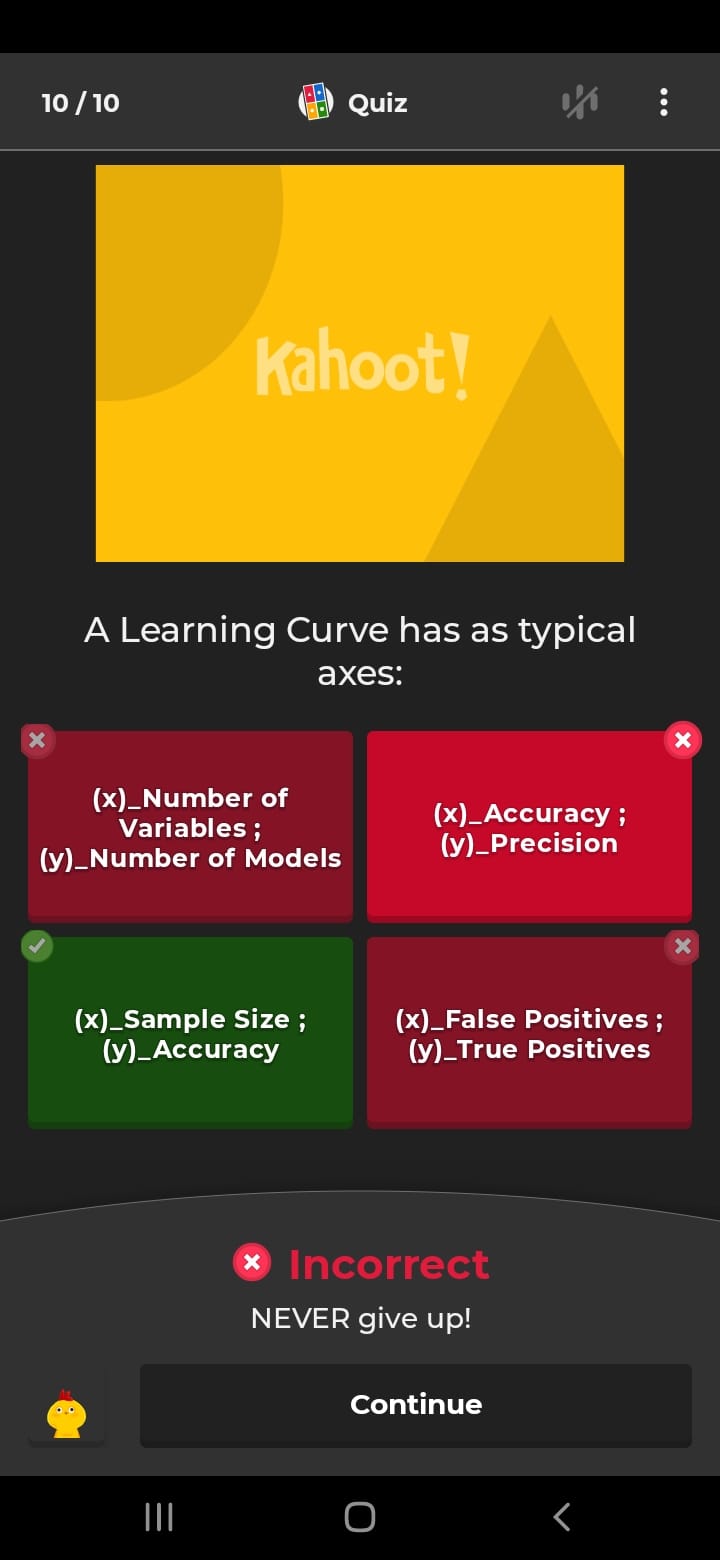 10 / 10
Quiz
Kahoot!
A Learning Curve has as typical
axes:
(x)_Number of
Variables ;
(y)_Number of Models
(x)_Accuracy ;
(y)_Precision
(x)_Sample Size ;
(y)_Accuracy
(x)_False Positives ;
(y)_True Positives
Incorrect
NEVER give up!
Continue